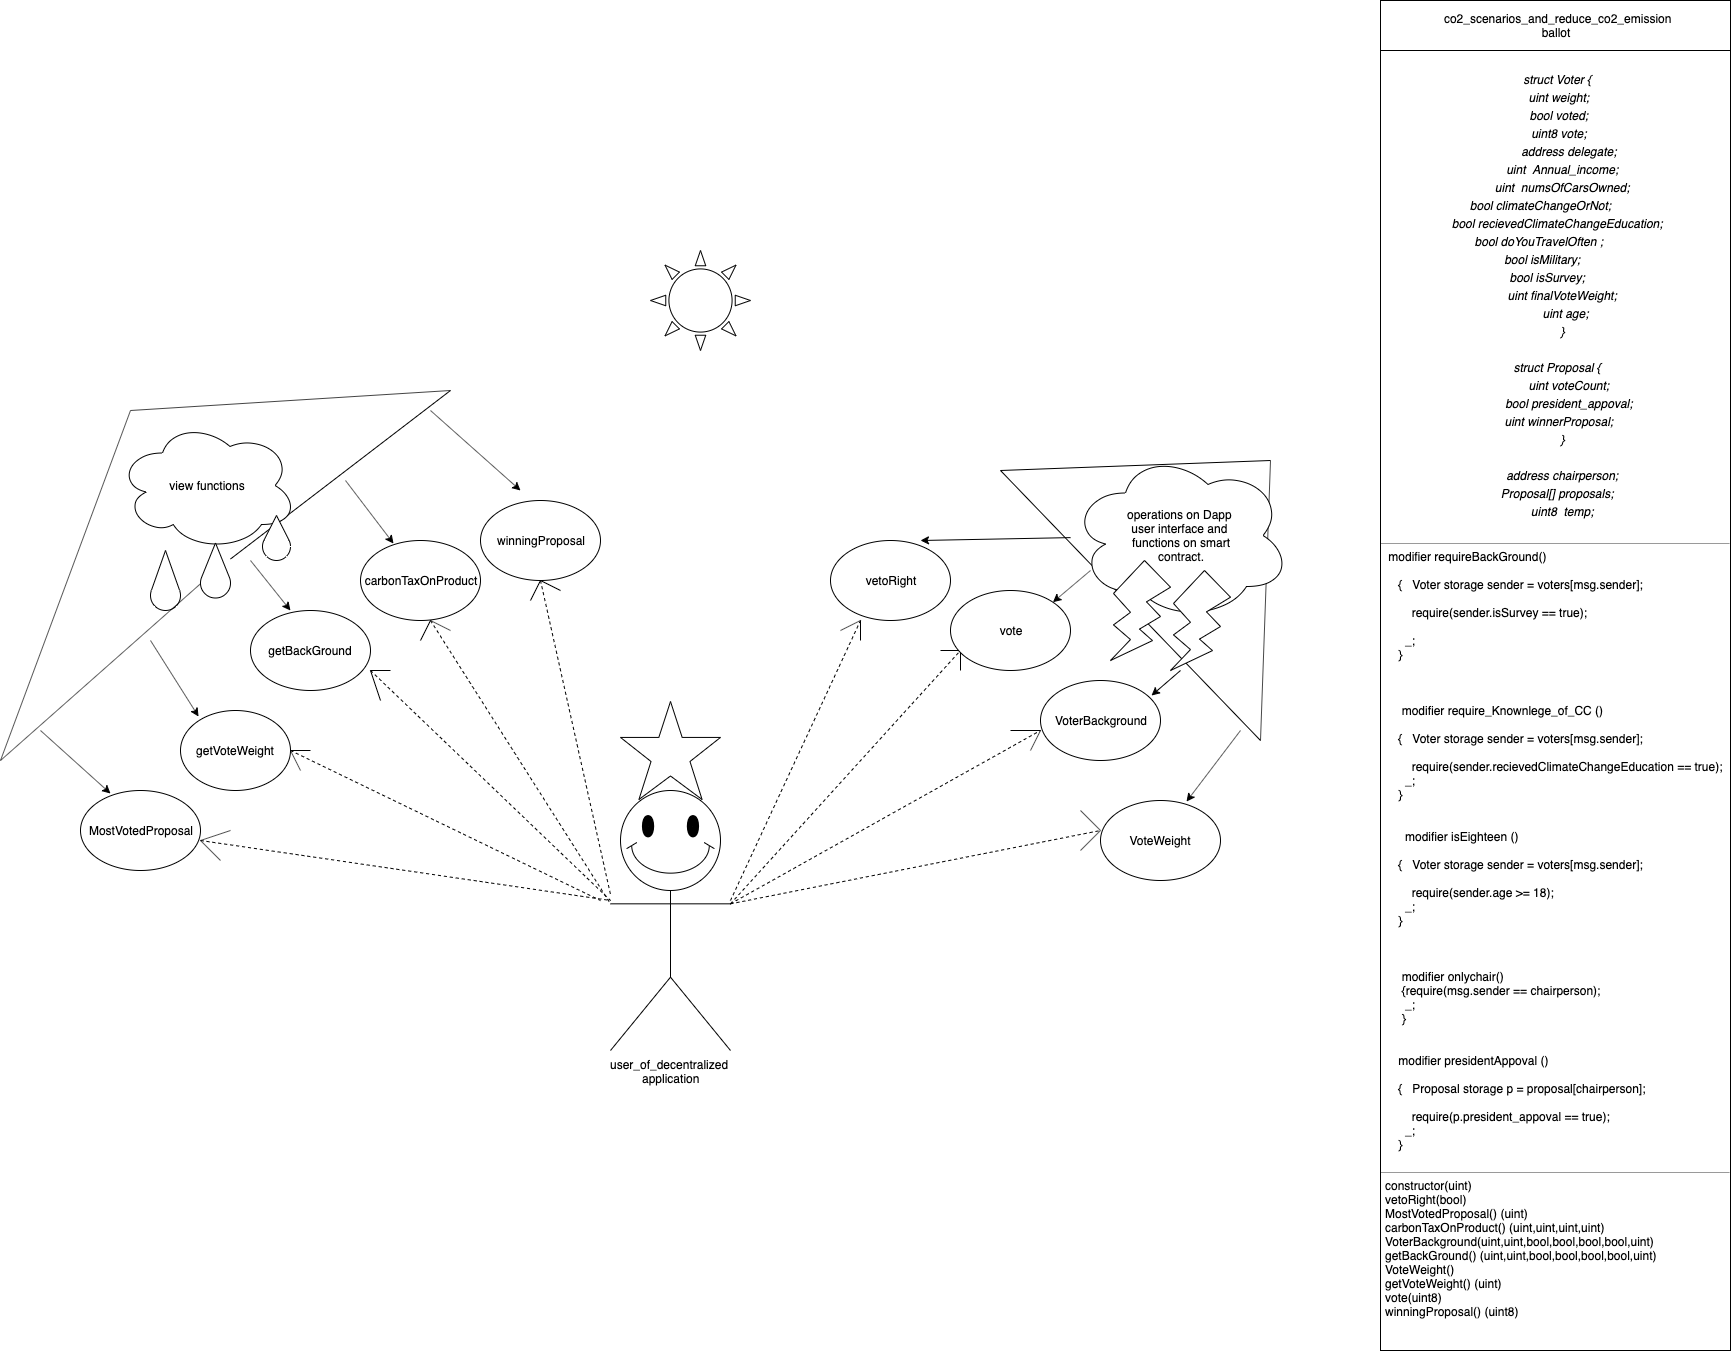 view functions
winningProposal
carbonTaxOnProduct
getBackGround
getVoteWeight
MostVotedProposal
operations on Dapp
user interface and
functions on smart
contract.
vetoRight
vote
VoterBackground
VoteWeight
user_of_decentralized
application
co2_scenarios_and_reduce_co2_emission
ballot
struct Voter {
uint weight;
bool voted;
uint8 vote;
address delegate;
uint  Annual_income;
uint  numsOfCarsOwned;
bool climateChangeOrNot;
bool recievedClimateChangeEducation;
bool doYouTravelOften ;
bool isMilitary;
bool isSurvey;
uint finalVoteWeight;
uint age;
}
struct Proposal {
uint voteCount;
bool president_appoval;
uint winnerProposal;
}
address chairperson;
Proposal[] proposals;
uint8  temp;
modifier requireBackGround()
{   Voter storage sender = voters[msg.sender];
require(sender.isSurvey == true);
_;
}
modifier require_Knownlege_of_CC ()
{   Voter storage sender = voters[msg.sender];
require(sender.recievedClimateChangeEducation == true);
_;
}
modifier isEighteen ()
{   Voter storage sender = voters[msg.sender];
require(sender.age >= 18);
_;
}
modifier onlychair()
{require(msg.sender == chairperson);
_;
}
modifier presidentAppoval ()
{   Proposal storage p = proposal[chairperson];
require(p.president_appoval == true);
_;
}
constructor(uint)
vetoRight(bool)
MostVotedProposal() (uint)
carbonTaxOnProduct() (uint,uint,uint,uint)
VoterBackground(uint,uint,bool,bool,bool,bool,uint)
getBackGround() (uint,uint,bool,bool,bool,bool,uint)
VoteWeight()
getVoteWeight() (uint)
vote(uint8)
winningProposal() (uint8)